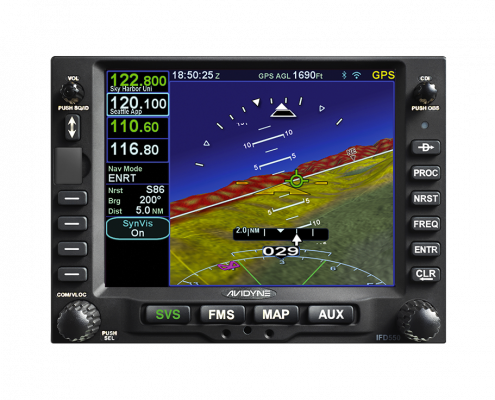 VOL
PUSH SQ/ID
122.800
Sky Harbor Uni
120.100
Seattle App
110.60
116.80
Nav Mode
ENRT
Nrst S86
Brg 200°
Dist 5.0 NM
SynVis
On
COM/VLOC
PUSH
SEL
18:50:25 Z
GPS AGL 1690Ft
GPS
10
10
5
5
5
5
10
2.0 NM
029
CDI
PUSH OBS
D
PROC
NRST
FREQ
ENTR
CLR
AVIDYNE
SVS
FMS
MAP
AUX
IFD550